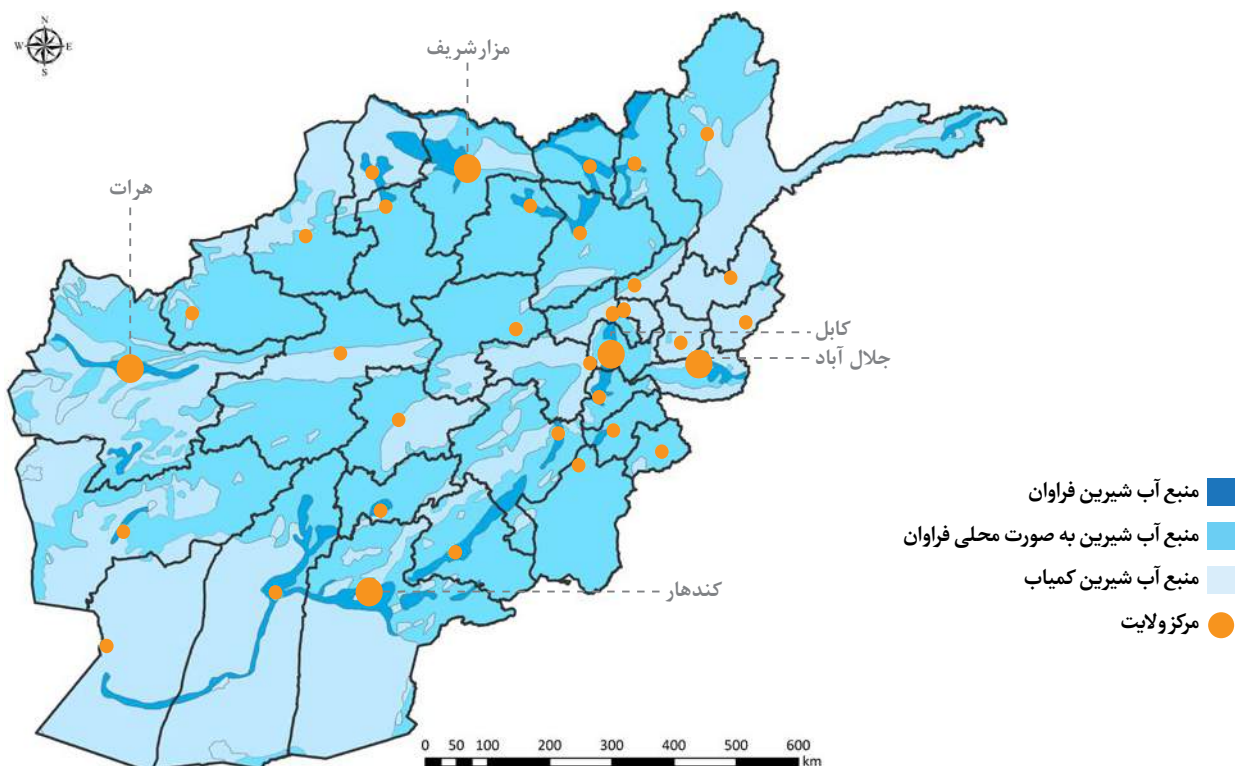 N
W
E
S
مزارشریف
هرات
کابل
جلال آباد
کندهار
منبع آب شیرین فراوان
منبع آب شیرین به صورت محلی فراوان
منبع آب شیرین کمیاب
مرکز ولایت
0 50 100 200 300 400 500 600
km